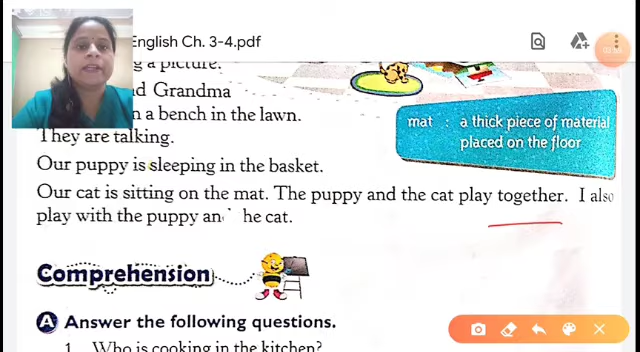 English Ch. 3-4.pdf
g a picture.
d Grandma
n a bench in the lawn.
They are talking.
Our puppy is sleeping in the basket.
Our cat is sitting on the mat. The puppy and the cat play together. I also
play with the puppy an he cat.
mat : a thick piece of material
placed on the floor
Comprehension
A Answer the following questions.
1. Who is cooking in the kitchen?